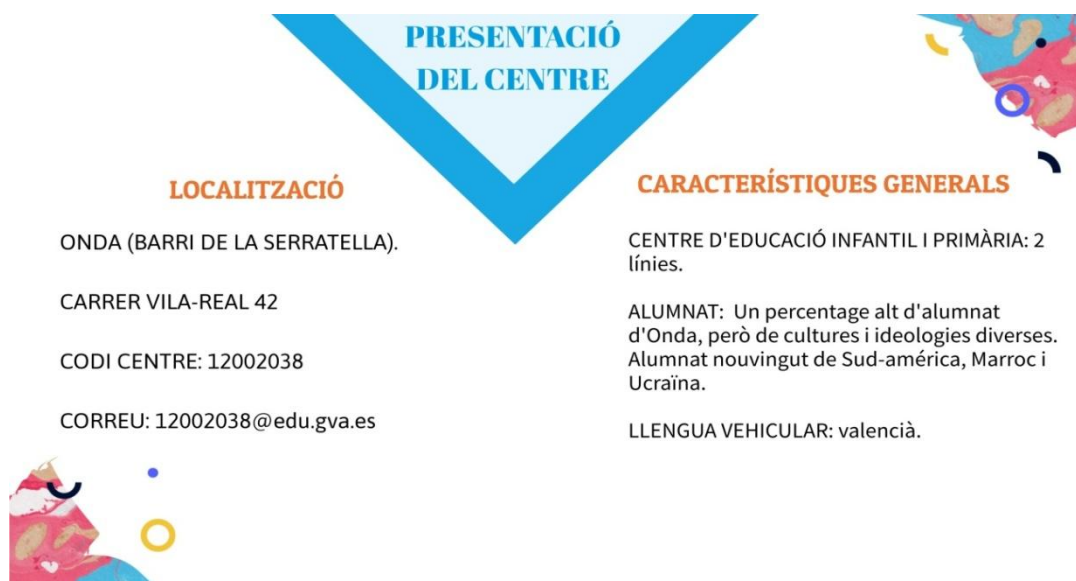 PRESENTACIÓ
DEL CENTRE
LOCALITZACIÓ
ONDA (BARRI DE LA SERRATELLA).
CARRER VILA-REAL 42
CODI CENTRE: 12002038
CORREU: 12002038@edu.gva.es
CARACTERÍSTIQUES GENERALS
CENTRE D'EDUCACIÓ INFANTIL I PRIMÀRIA: 2
línies.
ALUMNAT: Un percentage alt d'alumnat
d'Onda, però de cultures i ideologies diverses.
Alumnat nouvingut de Sud-américa, Marroc i
Ucraïna.
LLENGUA VEHICULAR: valencià.